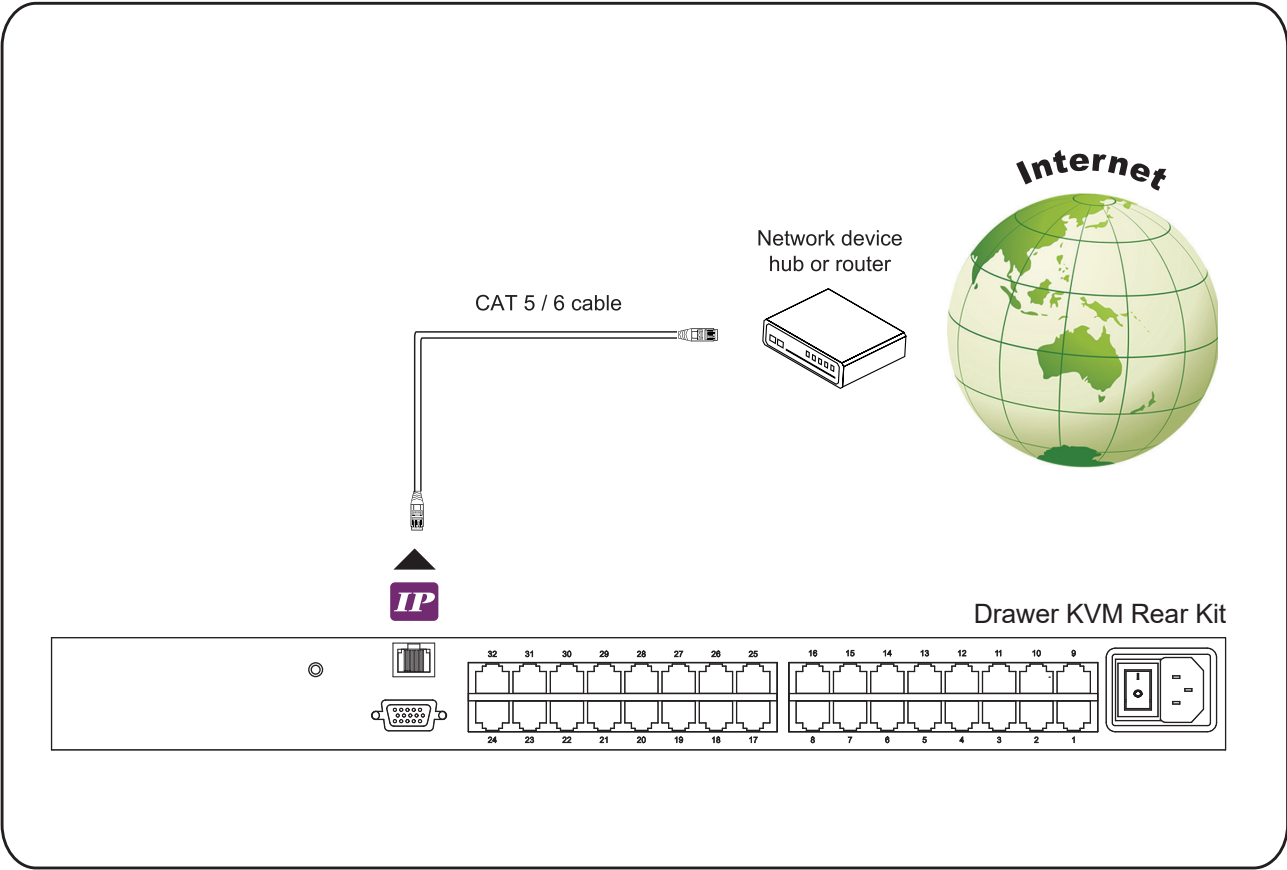 Internet
Network device
hub or router
CAT 5 / 6 cable
IP
Drawer KVM Rear Kit
32 31 30 29 28 27 26 25 16 15 14 13 12 11 10 9
24 23 22 21 20 19 18 17 8 7 6 5 4 3 2 1